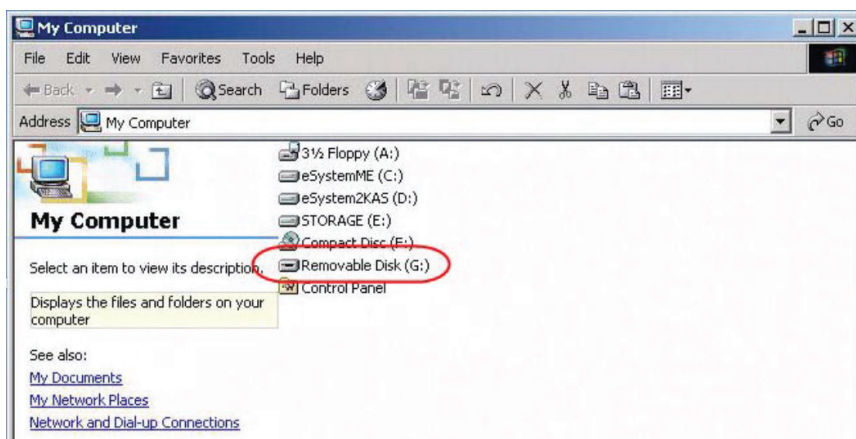 My Computer
File Edit View Favorites Tools Help
Back Search Folders
Address My Computer Go
My Computer
Select an item to view its description.
Displays the files and folders on your
computer
See also:
My Documents
My Network Places
Network and Dial-up Connections
3½ Floppy (A:)
eSystemME (C:)
eSystem2KAS (D:)
STORAGE (E:)
Compact Disc (F:)
Removable Disk (G:)
Control Panel